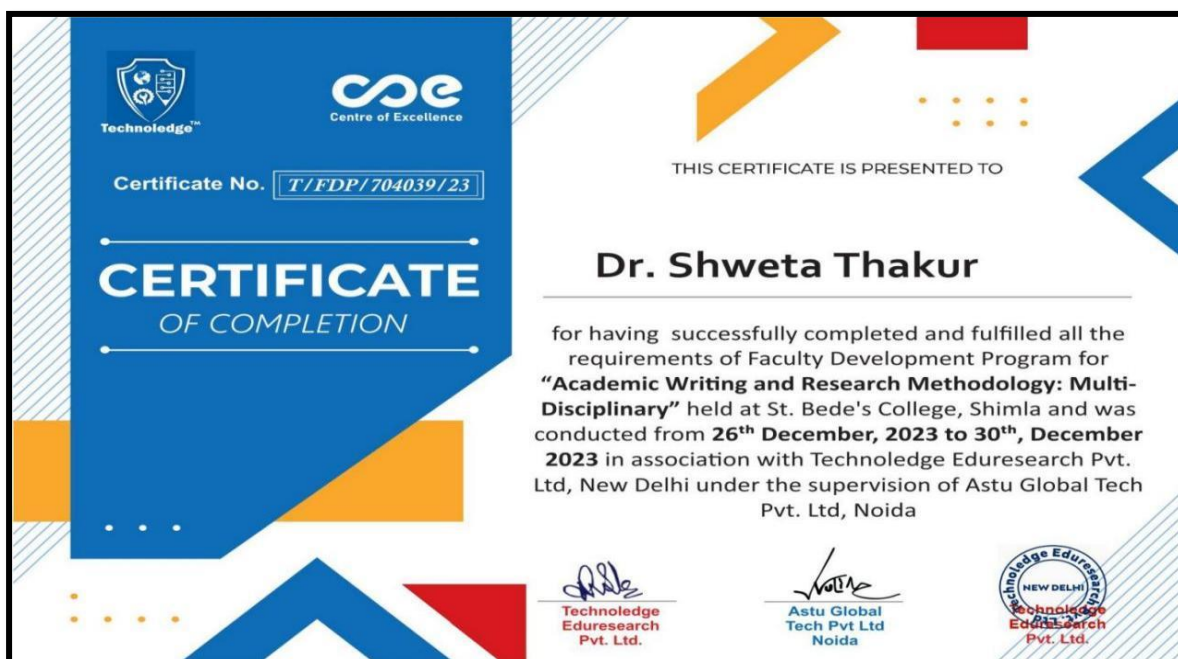 Technoledge™
coe
Centre of Excellence
Certificate No. T/FDP/704039/23
CERTIFICATE
OF COMPLETION
THIS CERTIFICATE IS PRESENTED TO
Dr. Shweta Thakur
for having successfully completed and fulfilled all the
requirements of Faculty Development Program for
“Academic Writing and Research Methodology: Multi-
Disciplinary” held at St. Bede's College, Shimla and was
conducted from 26th December, 2023 to 30th, December
2023 in association with Technoledge Eduresearch Pvt.
Ltd, New Delhi under the supervision of Astu Global Tech
Pvt. Ltd, Noida
Technoledge
Eduresearch
Pvt. Ltd.
Astu Global
Tech Pvt Ltd
Noida
Technoledge Eduresearch Pvt. Ltd
NEW DELHI
Technoledge
Eduresearch
Pvt. Ltd.